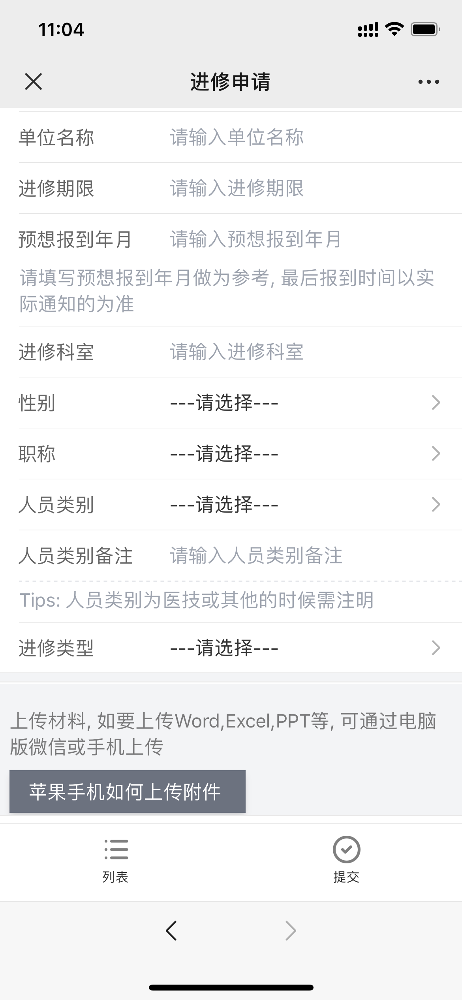 11:04
进修申请
单位名称 请输入单位名称
进修期限 请输入进修期限
预想报到年月 请输入预想报到年月
请填写预想报到年月做为参考, 最后报到时间以实
际通知的为准
进修科室 请输入进修科室
性别 ---请选择---
职称 ---请选择---
人员类别 ---请选择---
人员类别备注 请输入人员类别备注
Tips: 人员类别为医技或其他的时候需注明
进修类型 ---请选择---
上传材料, 如要上传Word,Excel,PPT等, 可通过电脑
版微信或手机上传
苹果手机如何上传附件
列表 提交